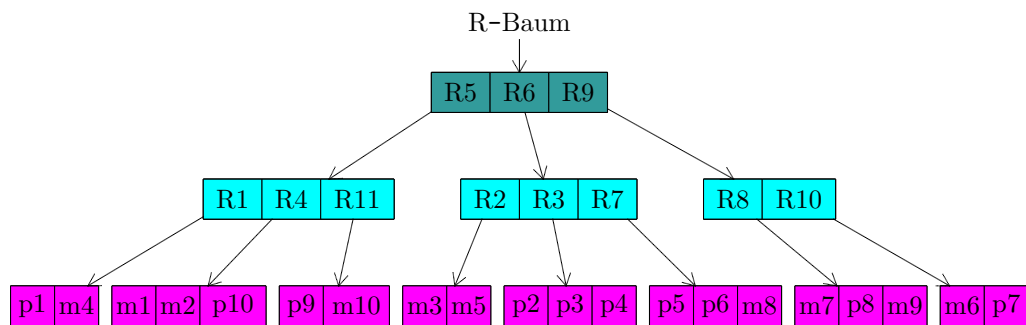 R-Baum
R5 R6 R9
R1 R4 R11 R2 R3 R7 R8 R10
p1 m4 m1 m2 p10 p9 m10 m3 m5 p2 p3 p4 p5 p6 m8 m7 p8 m9 m6 p7